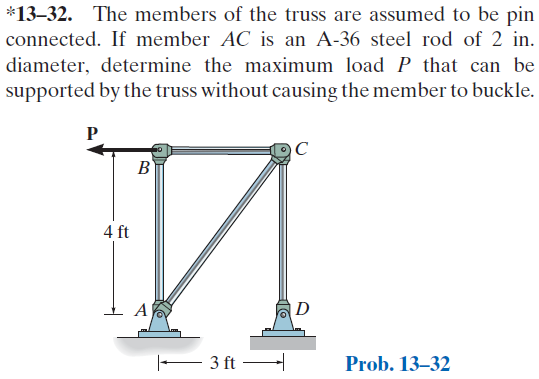 *13–32. The members of the truss are assumed to be pin
connected. If member AC is an A-36 steel rod of 2 in.
diameter, determine the maximum load P that can be
supported by the truss without causing the member to buckle.
P
C
B
4 ft
A
D
3 ft
Prob. 13–32